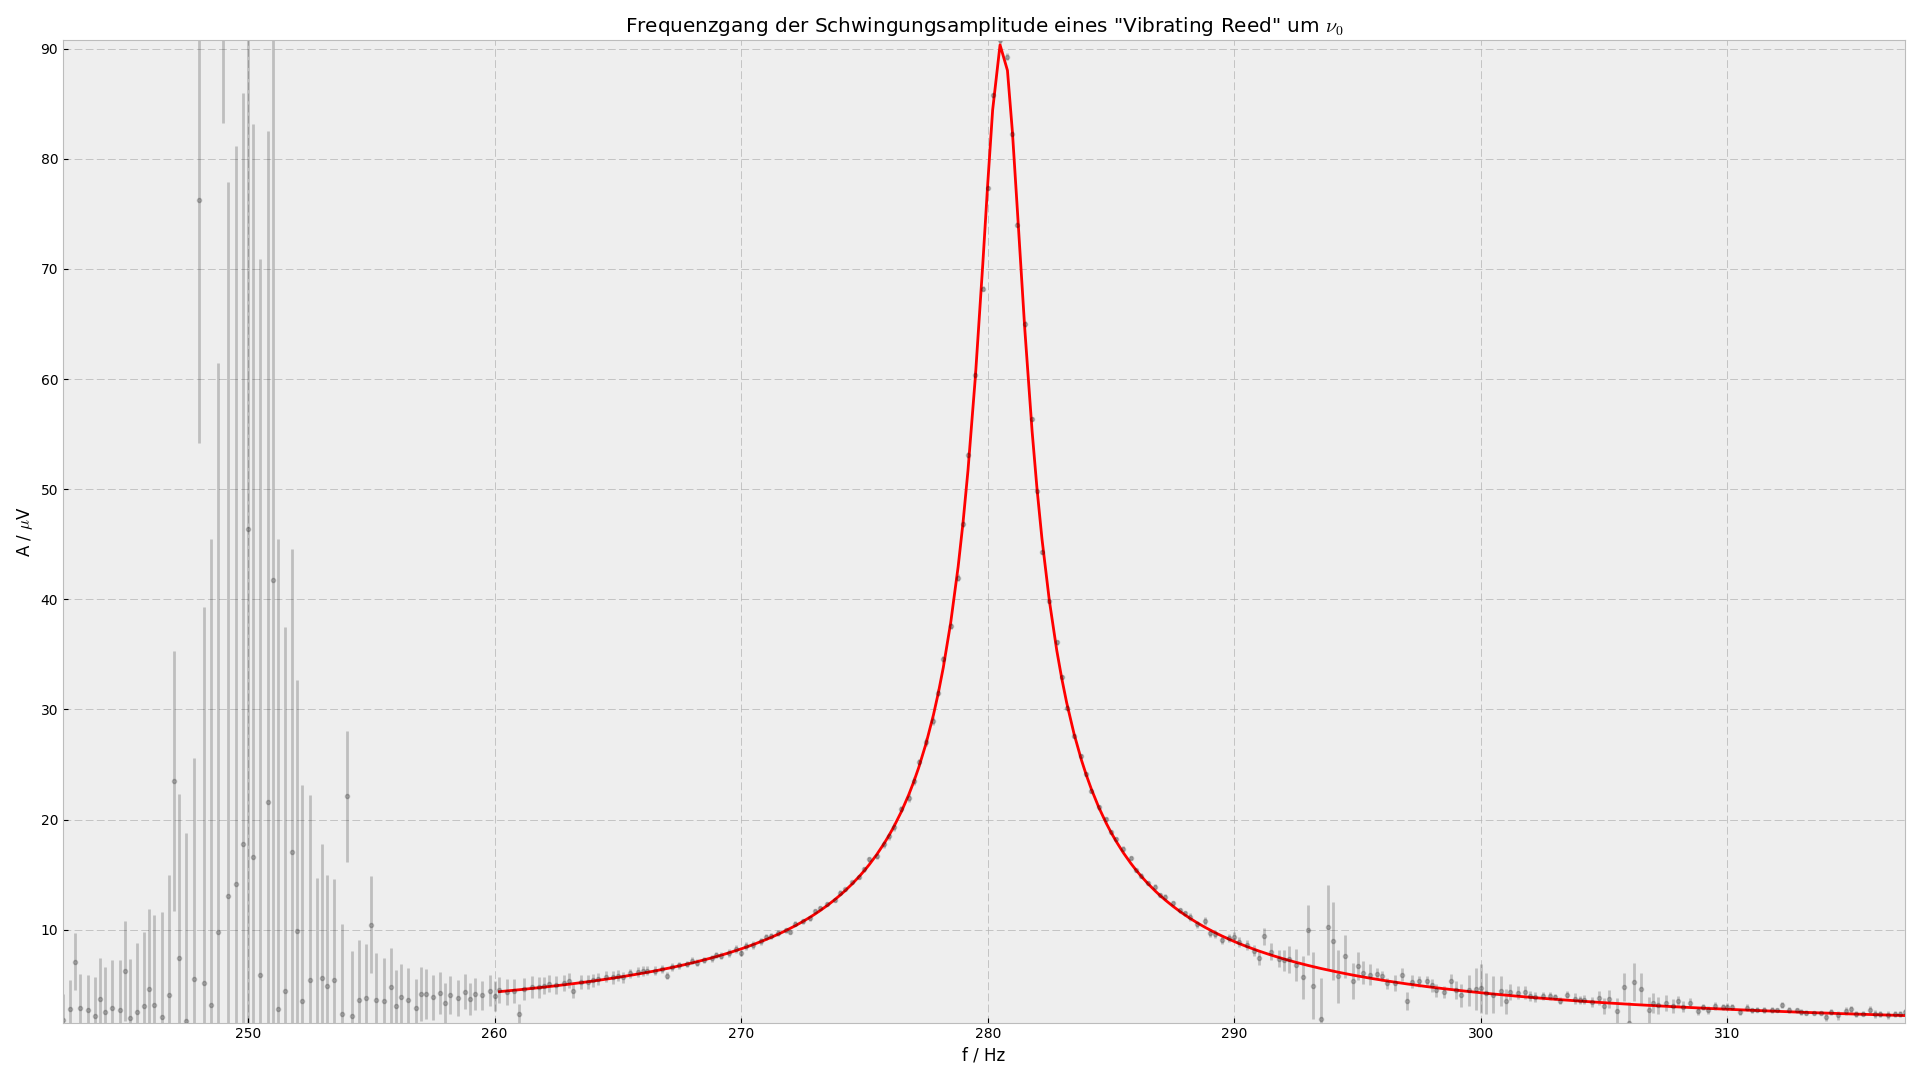 Frequenzgang der Schwingungsamplitude eines "Vibrating Reed" um ν₀
90
80
70
60
50
40
30
20
10
A / μV
250 260 270 280 290 300 310
f / Hz